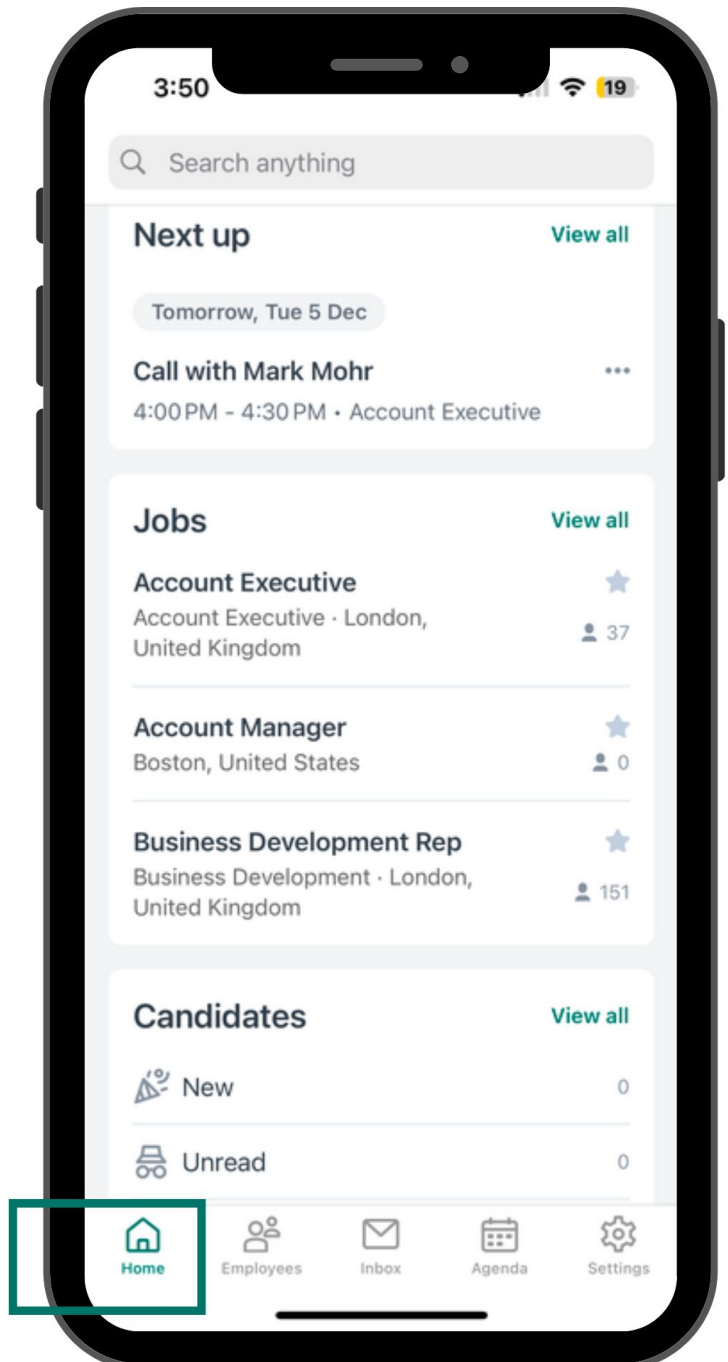 3:50
19
Search anything
Next up
View all
Tomorrow, Tue 5 Dec
Call with Mark Mohr
4:00 PM - 4:30 PM • Account Executive
Jobs
View all
Account Executive
Account Executive · London,
United Kingdom
37
Account Manager
Boston, United States
0
Business Development Rep
Business Development · London,
United Kingdom
151
Candidates
View all
New
0
Unread
0
Home
Employees
Inbox
Agenda
Settings